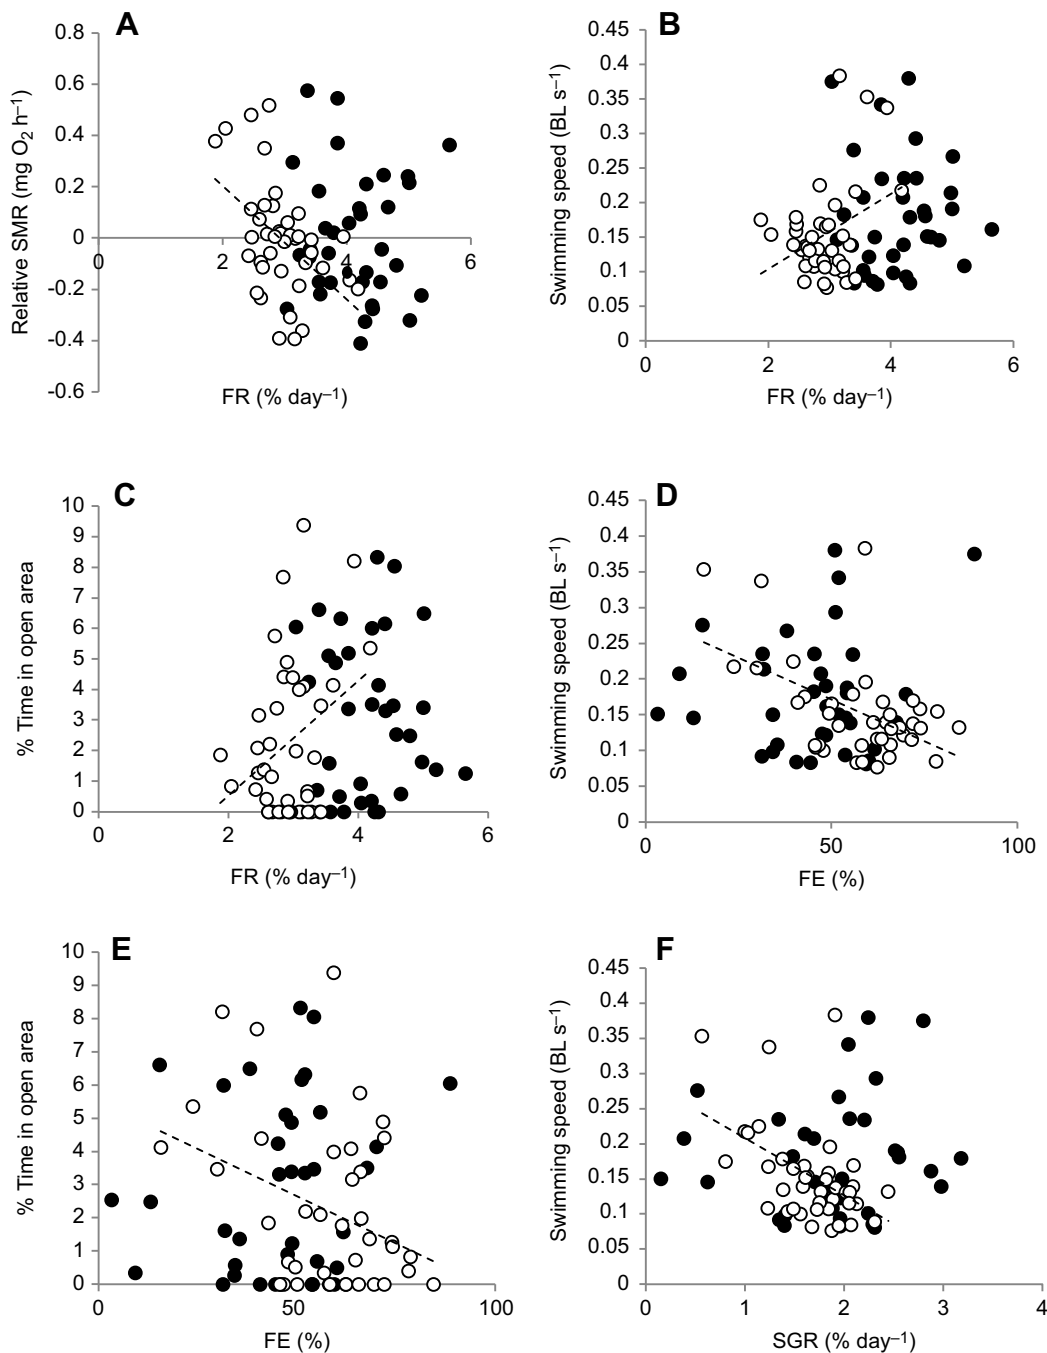 A
0.8
0.6
0.4
0.2
0
-0.2
-0.4
-0.6
0 2 4 6
Relative SMR (mg O2 h–1)
FR (% day–1)
B
0.45
0.4
0.35
0.3
0.25
0.2
0.15
0.1
0.05
0
0 2 4 6
Swimming speed (BL s–1)
FR (% day–1)
C
10
9
8
7
6
5
4
3
2
1
0
0 2 4 6
% Time in open area
FR (% day–1)
D
0.45
0.4
0.35
0.3
0.25
0.2
0.15
0.1
0.05
0
0 50 100
Swimming speed (BL s–1)
FE (%)
E
10
9
8
7
6
5
4
3
2
1
0
0 50 100
% Time in open area
FE (%)
F
0.45
0.4
0.35
0.3
0.25
0.2
0.15
0.1
0.05
0
0 1 2 3 4
Swimming speed (BL s–1)
SGR (% day–1)